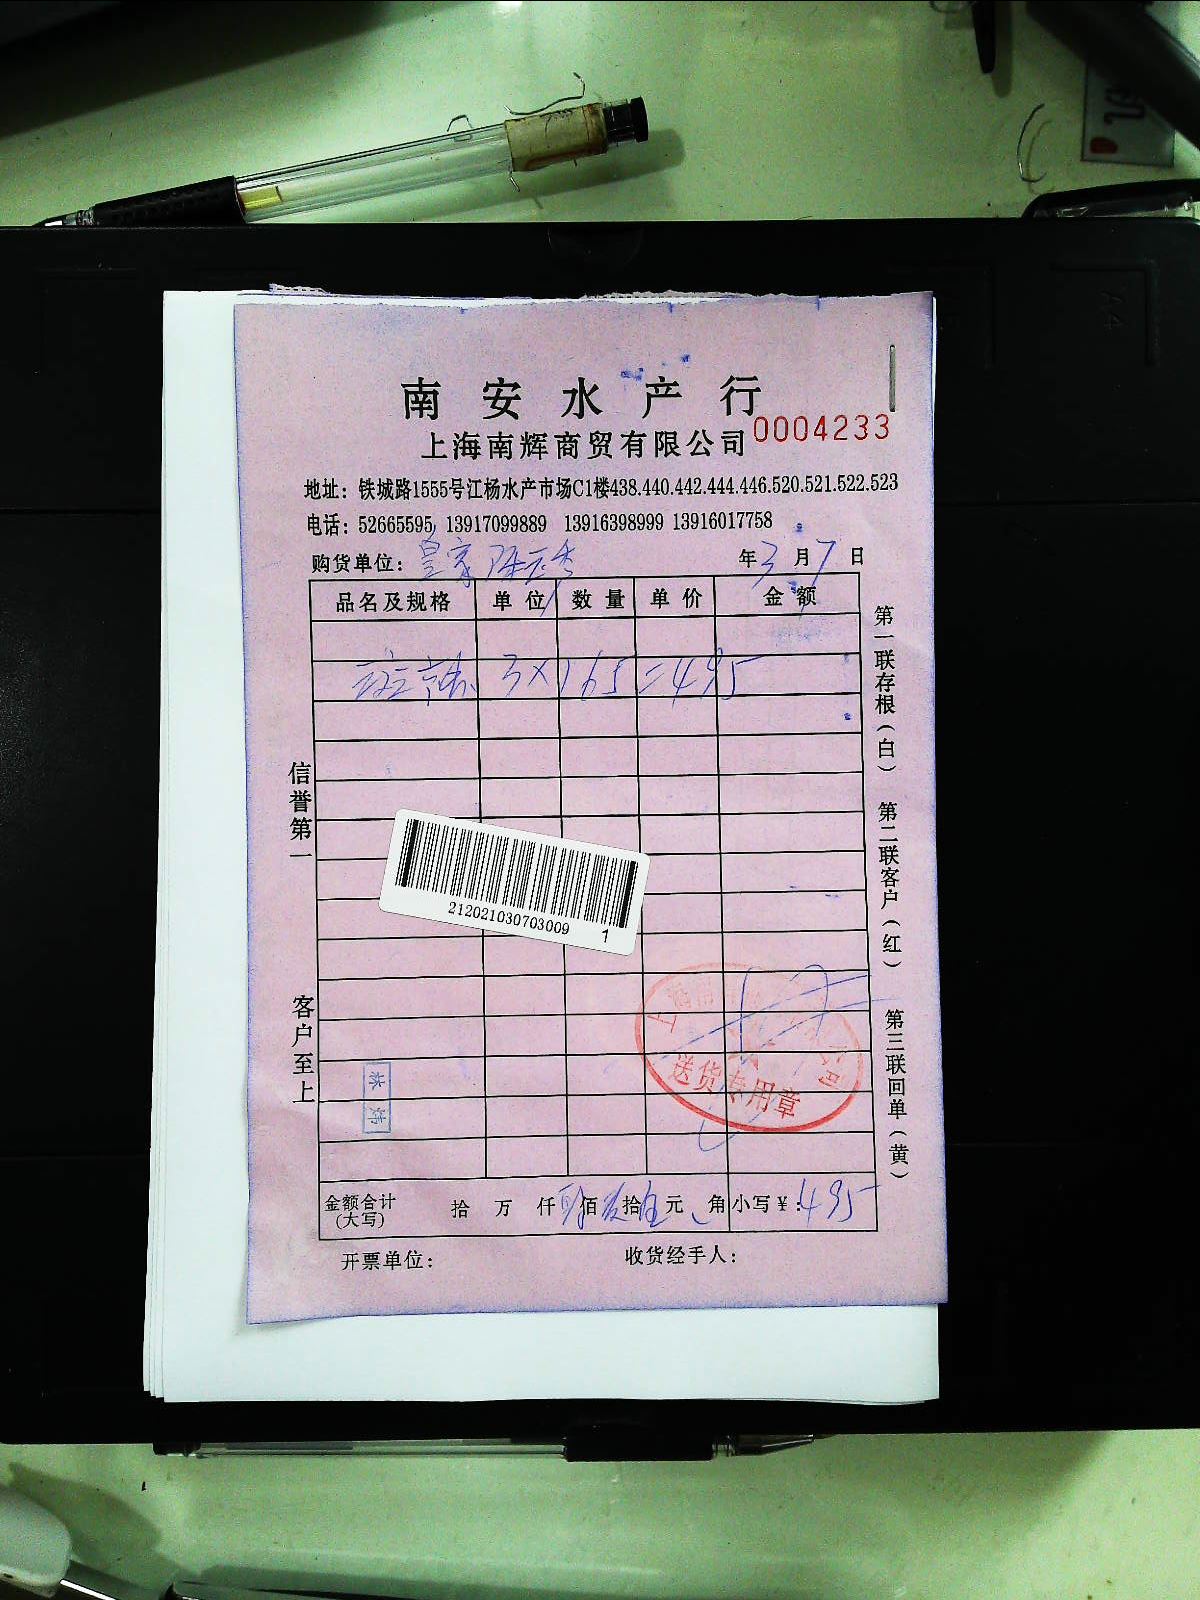 南安水产行
上海南辉商贸有限公司 0004233
地址：铁城路1555号江杨水产市场C1楼438.440.442.444.446.520.521.522.523
电话：52665595 13917099889 13916398999 13916017758
购货单位：皇家 年3月7日
品名及规格 单位 数量 单价 金额
3×165=495
信誉第一
客户至上
第一联存根（白） 第二联客户（红） 第三联回单（黄）
212021030703009 1
送货专用章
金额合计（大写） 拾 万 仟肆佰玖拾伍元 角 小写￥：495
开票单位： 收货经手人：
A4